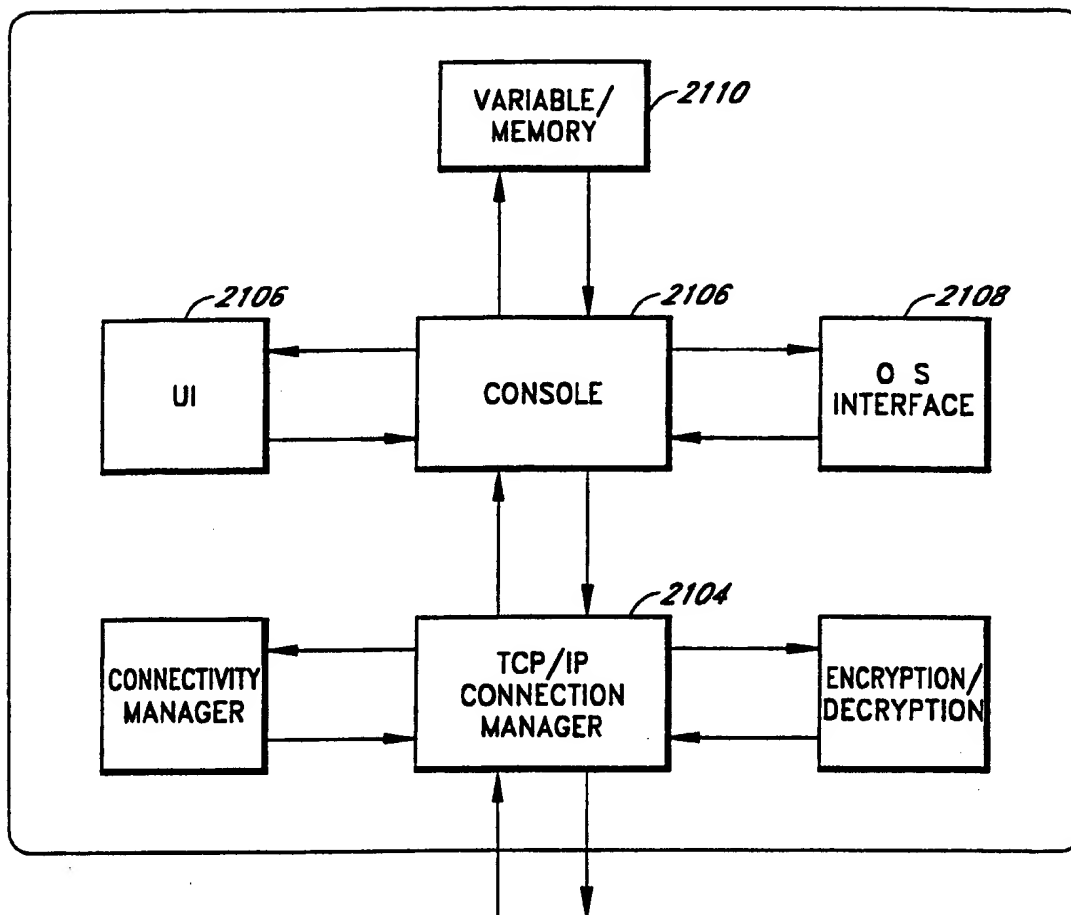 2110
VARIABLE/
MEMORY
2106
2106
2108
UI
CONSOLE
O S
INTERFACE
2104
CONNECTIVITY
MANAGER
TCP/IP
CONNECTION
MANAGER
ENCRYPTION/
DECRYPTION